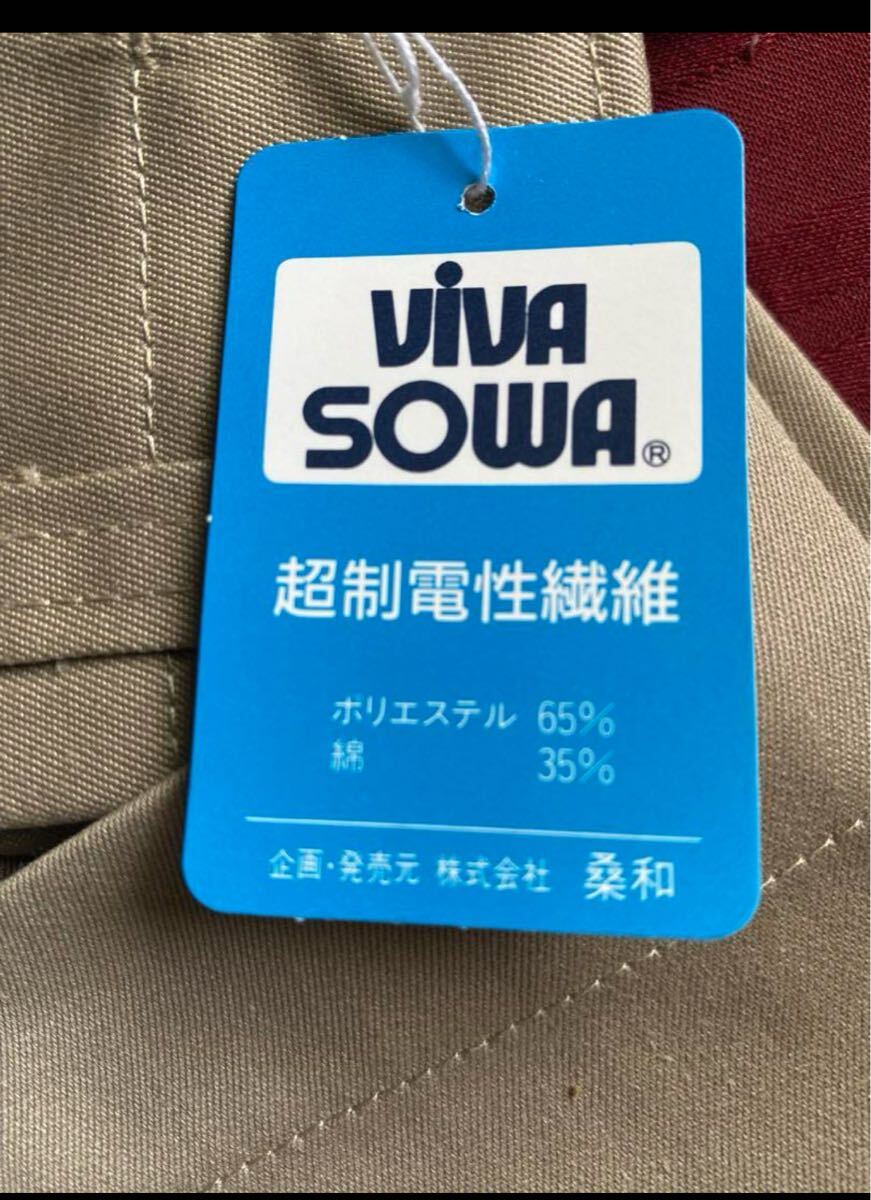 ViVA
SOWA®
超制電性繊維
ポリエステル 65%
綿 35%
企画・発売元 株式会社 桑和